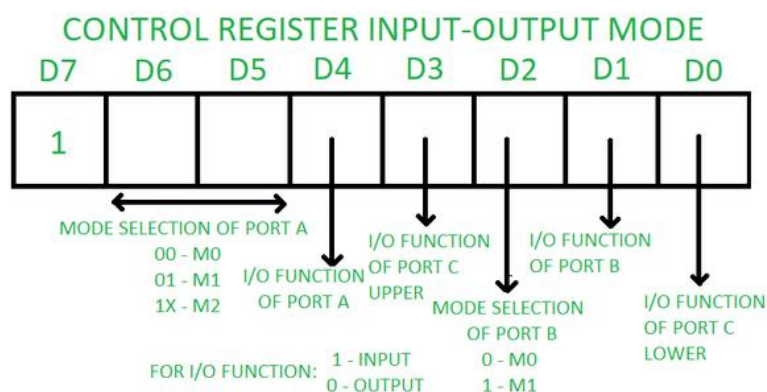 CONTROL REGISTER INPUT-OUTPUT MODE
D7 D6 D5 D4 D3 D2 D1 D0
1
MODE SELECTION OF PORT A
00 - M0
01 - M1
1X - M2
I/O FUNCTION
OF PORT A
I/O FUNCTION
OF PORT C
UPPER
MODE SELECTION
OF PORT B
0 - M0
1 - M1
I/O FUNCTION
OF PORT B
I/O FUNCTION
OF PORT C
LOWER
FOR I/O FUNCTION:
1 - INPUT
0 - OUTPUT